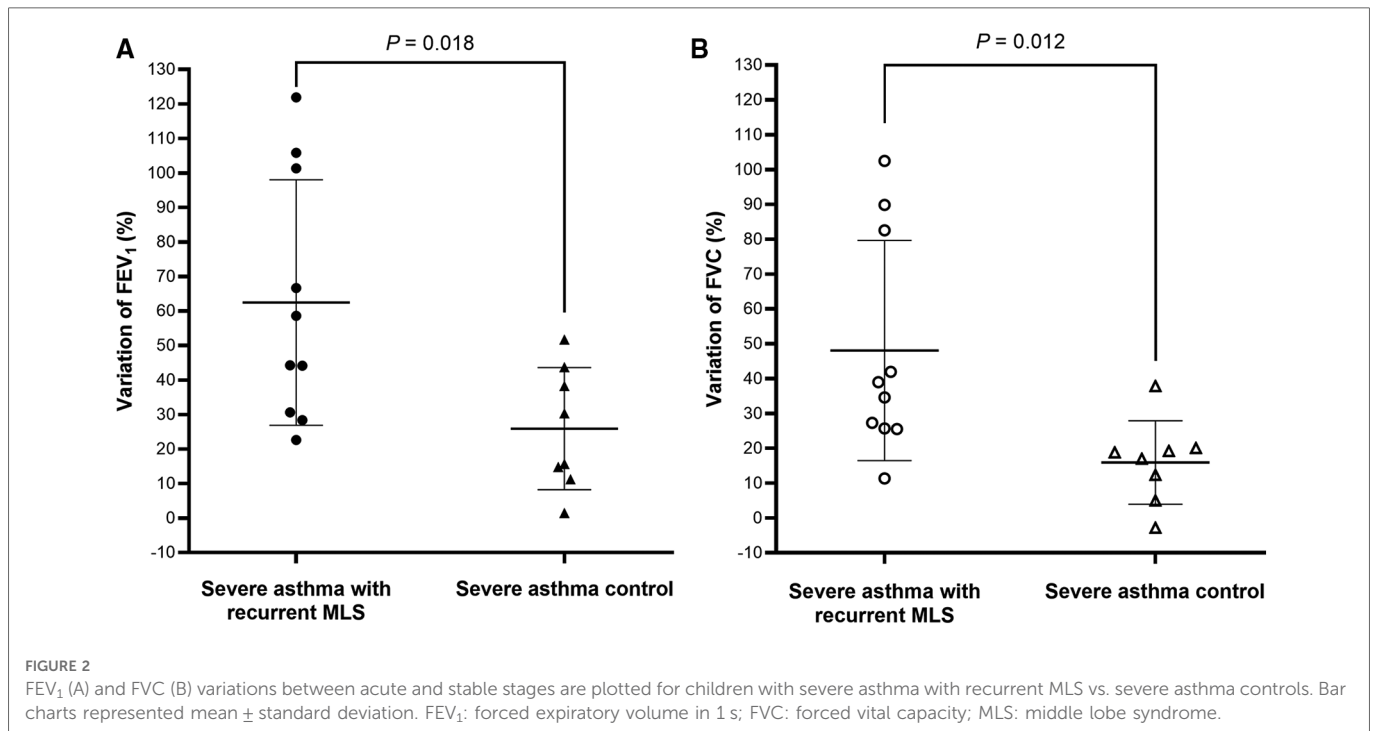 A
P = 0.018
130
120
110
100
90
80
70
60
50
40
30
20
10
0
-10
Variation of FEV₁ (%)
Severe asthma with
recurrent MLS
Severe asthma control
B
P = 0.012
130
120
110
100
90
80
70
60
50
40
30
20
10
0
-10
Variation of FVC (%)
Severe asthma with
recurrent MLS
Severe asthma control
FIGURE 2
FEV₁ (A) and FVC (B) variations between acute and stable stages are plotted for children with severe asthma with recurrent MLS vs. severe asthma controls. Bar
charts represented mean ± standard deviation. FEV₁: forced expiratory volume in 1 s; FVC: forced vital capacity; MLS: middle lobe syndrome.